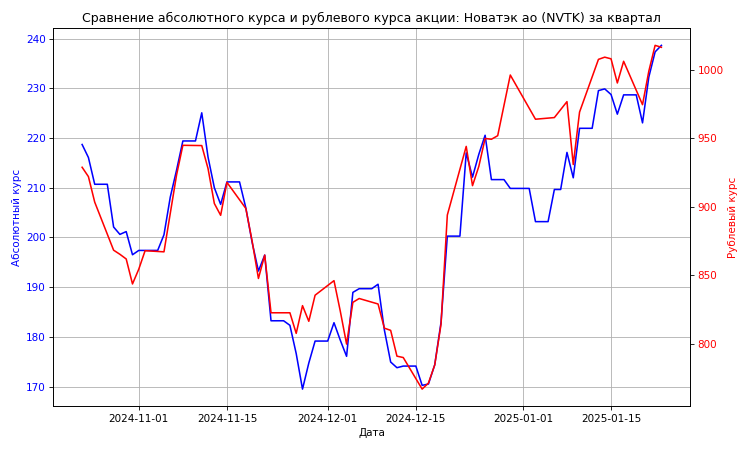 Сравнение абсолютного курса и рублевого курса акции: Новатэк ао (NVTK) за квартал
240
230
220
210
200
190
180
170
Абсолютный курс
1000
950
900
850
800
Рублевый курс
2024-11-01 2024-11-15 2024-12-01 2024-12-15 2025-01-01 2025-01-15
Дата